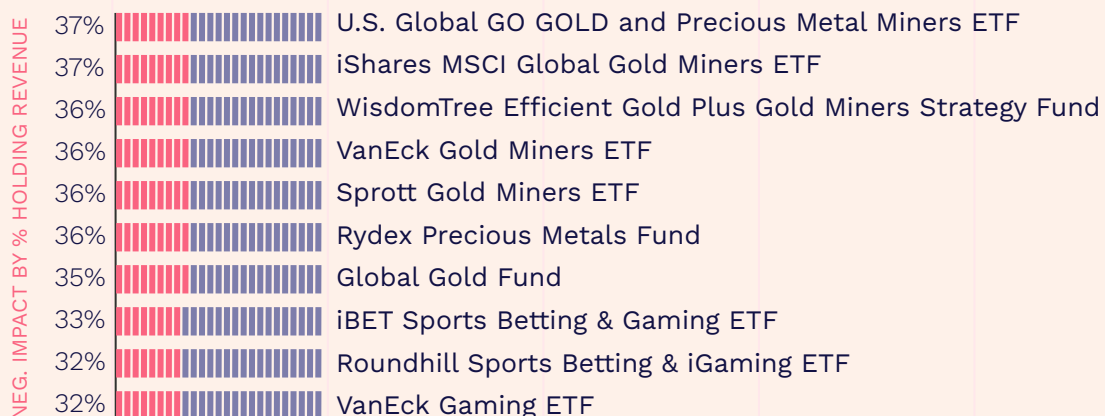 NEG. IMPACT BY % HOLDING REVENUE
37% U.S. Global GO GOLD and Precious Metal Miners ETF
37% iShares MSCI Global Gold Miners ETF
36% WisdomTree Efficient Gold Plus Gold Miners Strategy Fund
36% VanEck Gold Miners ETF
36% Sprott Gold Miners ETF
36% Rydex Precious Metals Fund
35% Global Gold Fund
33% iBET Sports Betting & Gaming ETF
32% Roundhill Sports Betting & iGaming ETF
32% VanEck Gaming ETF